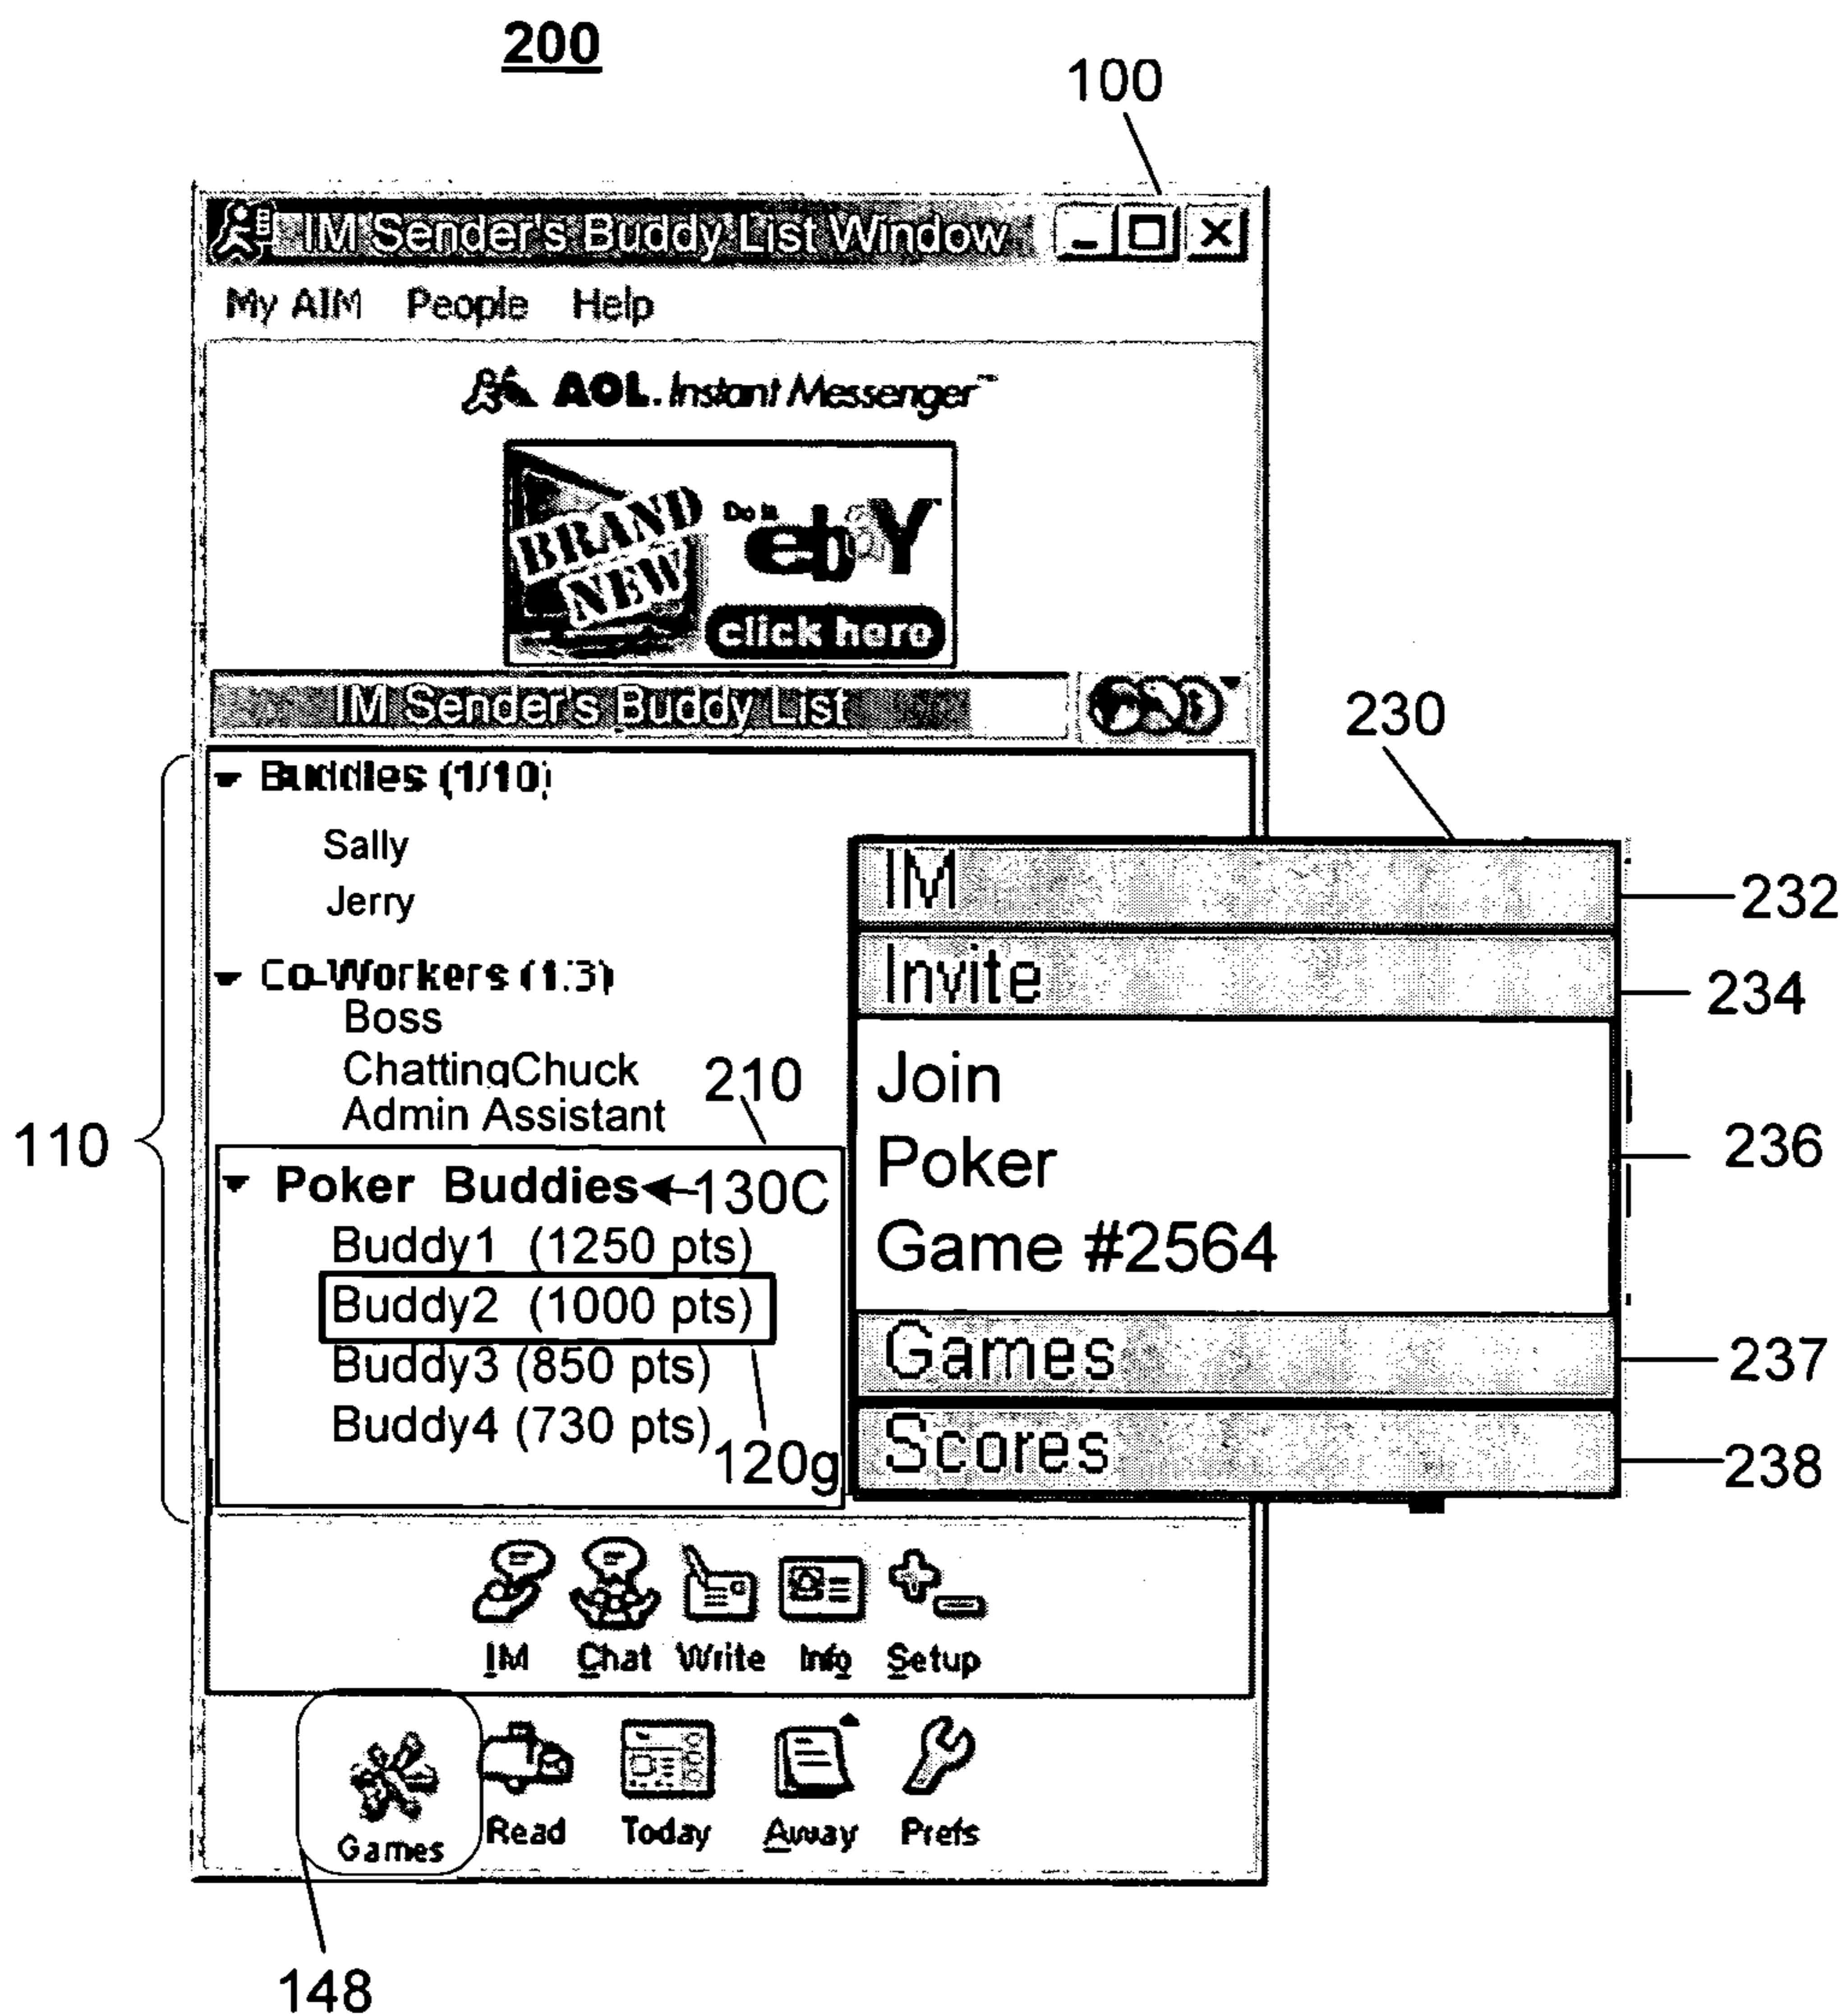 200
100
IM Sender's Buddy List Window
My AIM People Help
AOL. Instant Messenger™
BRAND NEW
Do it
ebY™
click here
IM Sender's Buddy List
230
Buddies (1/10)
Sally
Jerry
Co-Workers (1/3)
Boss
ChattingChuck
Admin Assistant
210
110
Poker Buddies 130C
Buddy1 (1250 pts)
Buddy2 (1000 pts)
Buddy3 (850 pts)
Buddy4 (730 pts)
120g
IM 232
Invite 234
Join
Poker 236
Game #2564
Games 237
Scores 238
IM Chat Write Info Setup
Games Read Today Away Prefs
148